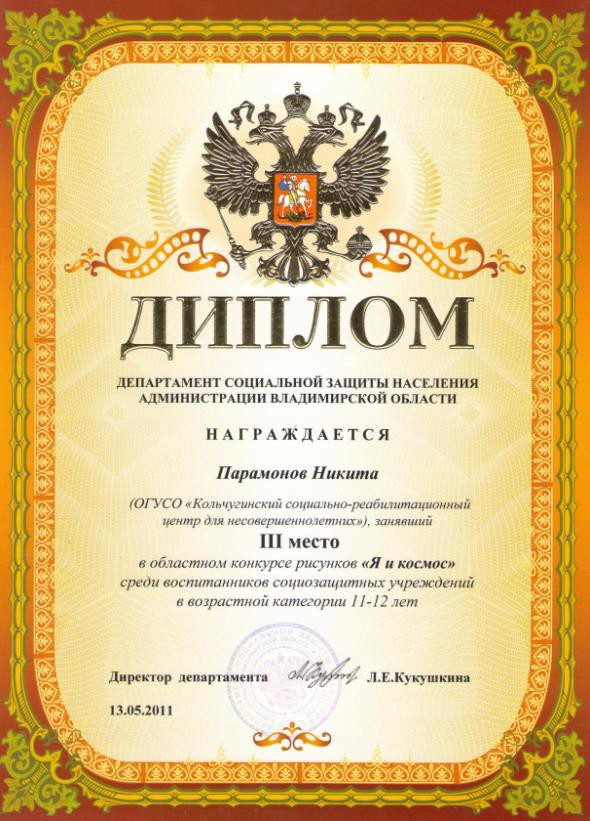 ДИПЛОМ
ДЕПАРТАМЕНТ СОЦИАЛЬНОЙ ЗАЩИТЫ НАСЕЛЕНИЯ
АДМИНИСТРАЦИИ ВЛАДИМИРСКОЙ ОБЛАСТИ
НАГРАЖДАЕТСЯ
Парамонов Никита
(ОГУСО «Кольчугинский социально-реабилитационный
центр для несовершеннолетних»), занявший
III место
в областном конкурсе рисунков «Я и космос»
среди воспитанников социозащитных учреждений
в возрастной категории 11-12 лет
Директор департамента Л.Е.Кукушкина
13.05.2011